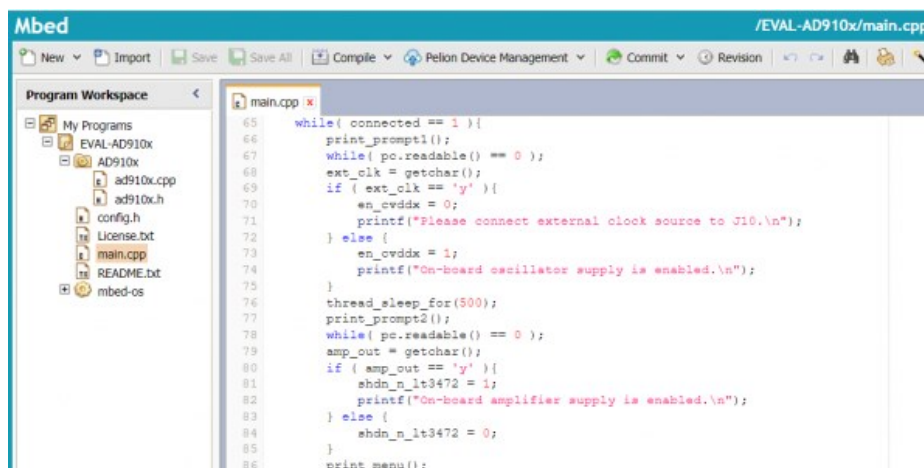 Mbed /EVAL-AD910x/main.cpp
New Import Save Save All Compile Pelion Device Management Commit Revision
Program Workspace <
main.cpp x
My Programs
EVAL-AD910x
AD910x
ad910x.cpp
ad910x.h
config.h
License.txt
main.cpp
README.txt
mbed-os
65 while( connected == 1 ){
66 print_prompt1();
67 while( pc.readable() == 0 );
68 ext_clk = getchar();
69 if ( ext_clk == 'y' ){
70 en_cvddx = 0;
71 printf("Please connect external clock source to J10.\n");
72 } else {
73 en_cvddx = 1;
74 printf("On-board oscillator supply is enabled.\n");
75 }
76 thread_sleep_for(500);
77 print_prompt2();
78 while( pc.readable() == 0 );
79 amp_out = getchar();
80 if ( amp_out == 'y' ){
81 shdn_n_lt3472 = 1;
82 printf("On-board amplifier supply is enabled.\n");
83 } else {
84 shdn_n_lt3472 = 0;
85 }
86 print_menu();